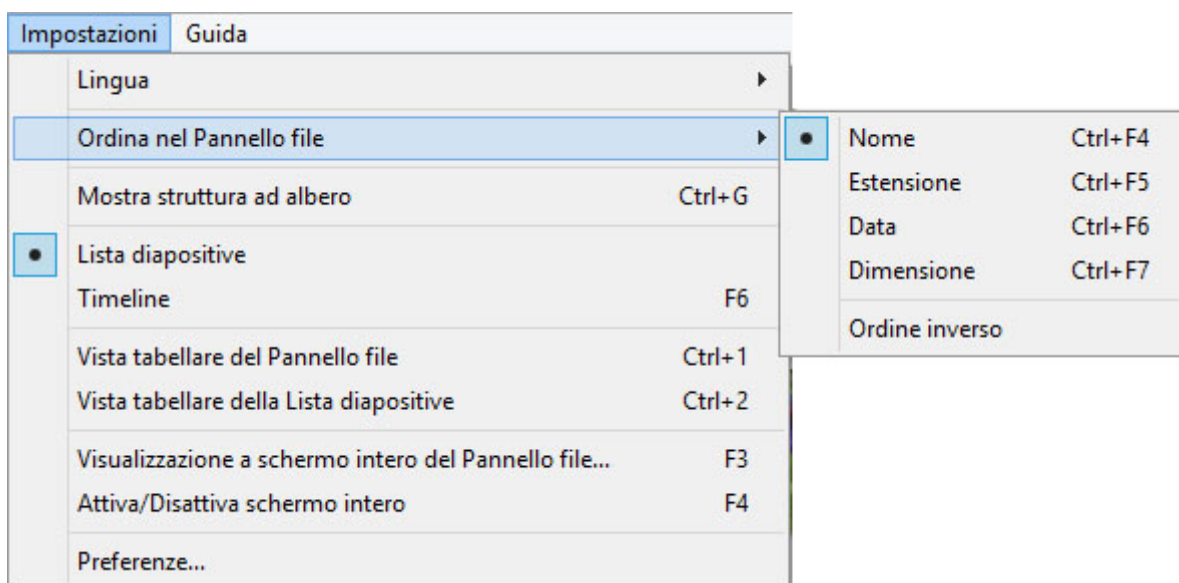 Impostazioni Guida
Lingua
Ordina nel Pannello file
Mostra struttura ad albero Ctrl+G
Lista diapositive
Timeline F6
Vista tabellare del Pannello file Ctrl+1
Vista tabellare della Lista diapositive Ctrl+2
Visualizzazione a schermo intero del Pannello file... F3
Attiva/Disattiva schermo intero F4
Preferenze...
Nome Ctrl+F4
Estensione Ctrl+F5
Data Ctrl+F6
Dimensione Ctrl+F7
Ordine inverso